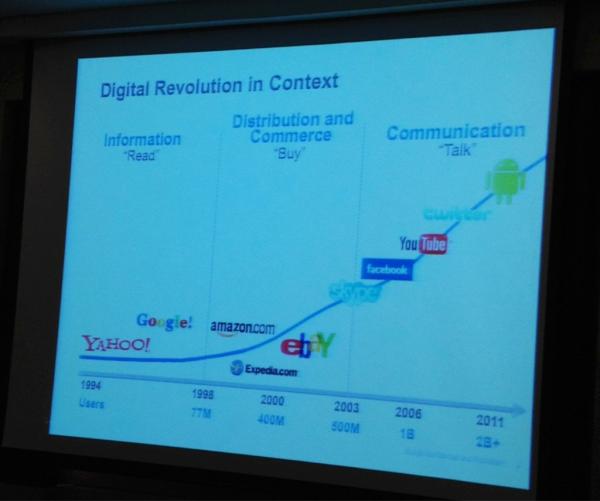 Digital Revolution in Context
Information
"Read"
Distribution and
Commerce
"Buy"
Communication
"Talk"
twitter
YouTube
facebook
skype
Google!
amazon.com
YAHOO!
ebaY
Expedia.com
1994 1998 2000 2003 2006 2011
Users 77M 400M 500M 1B 2B+